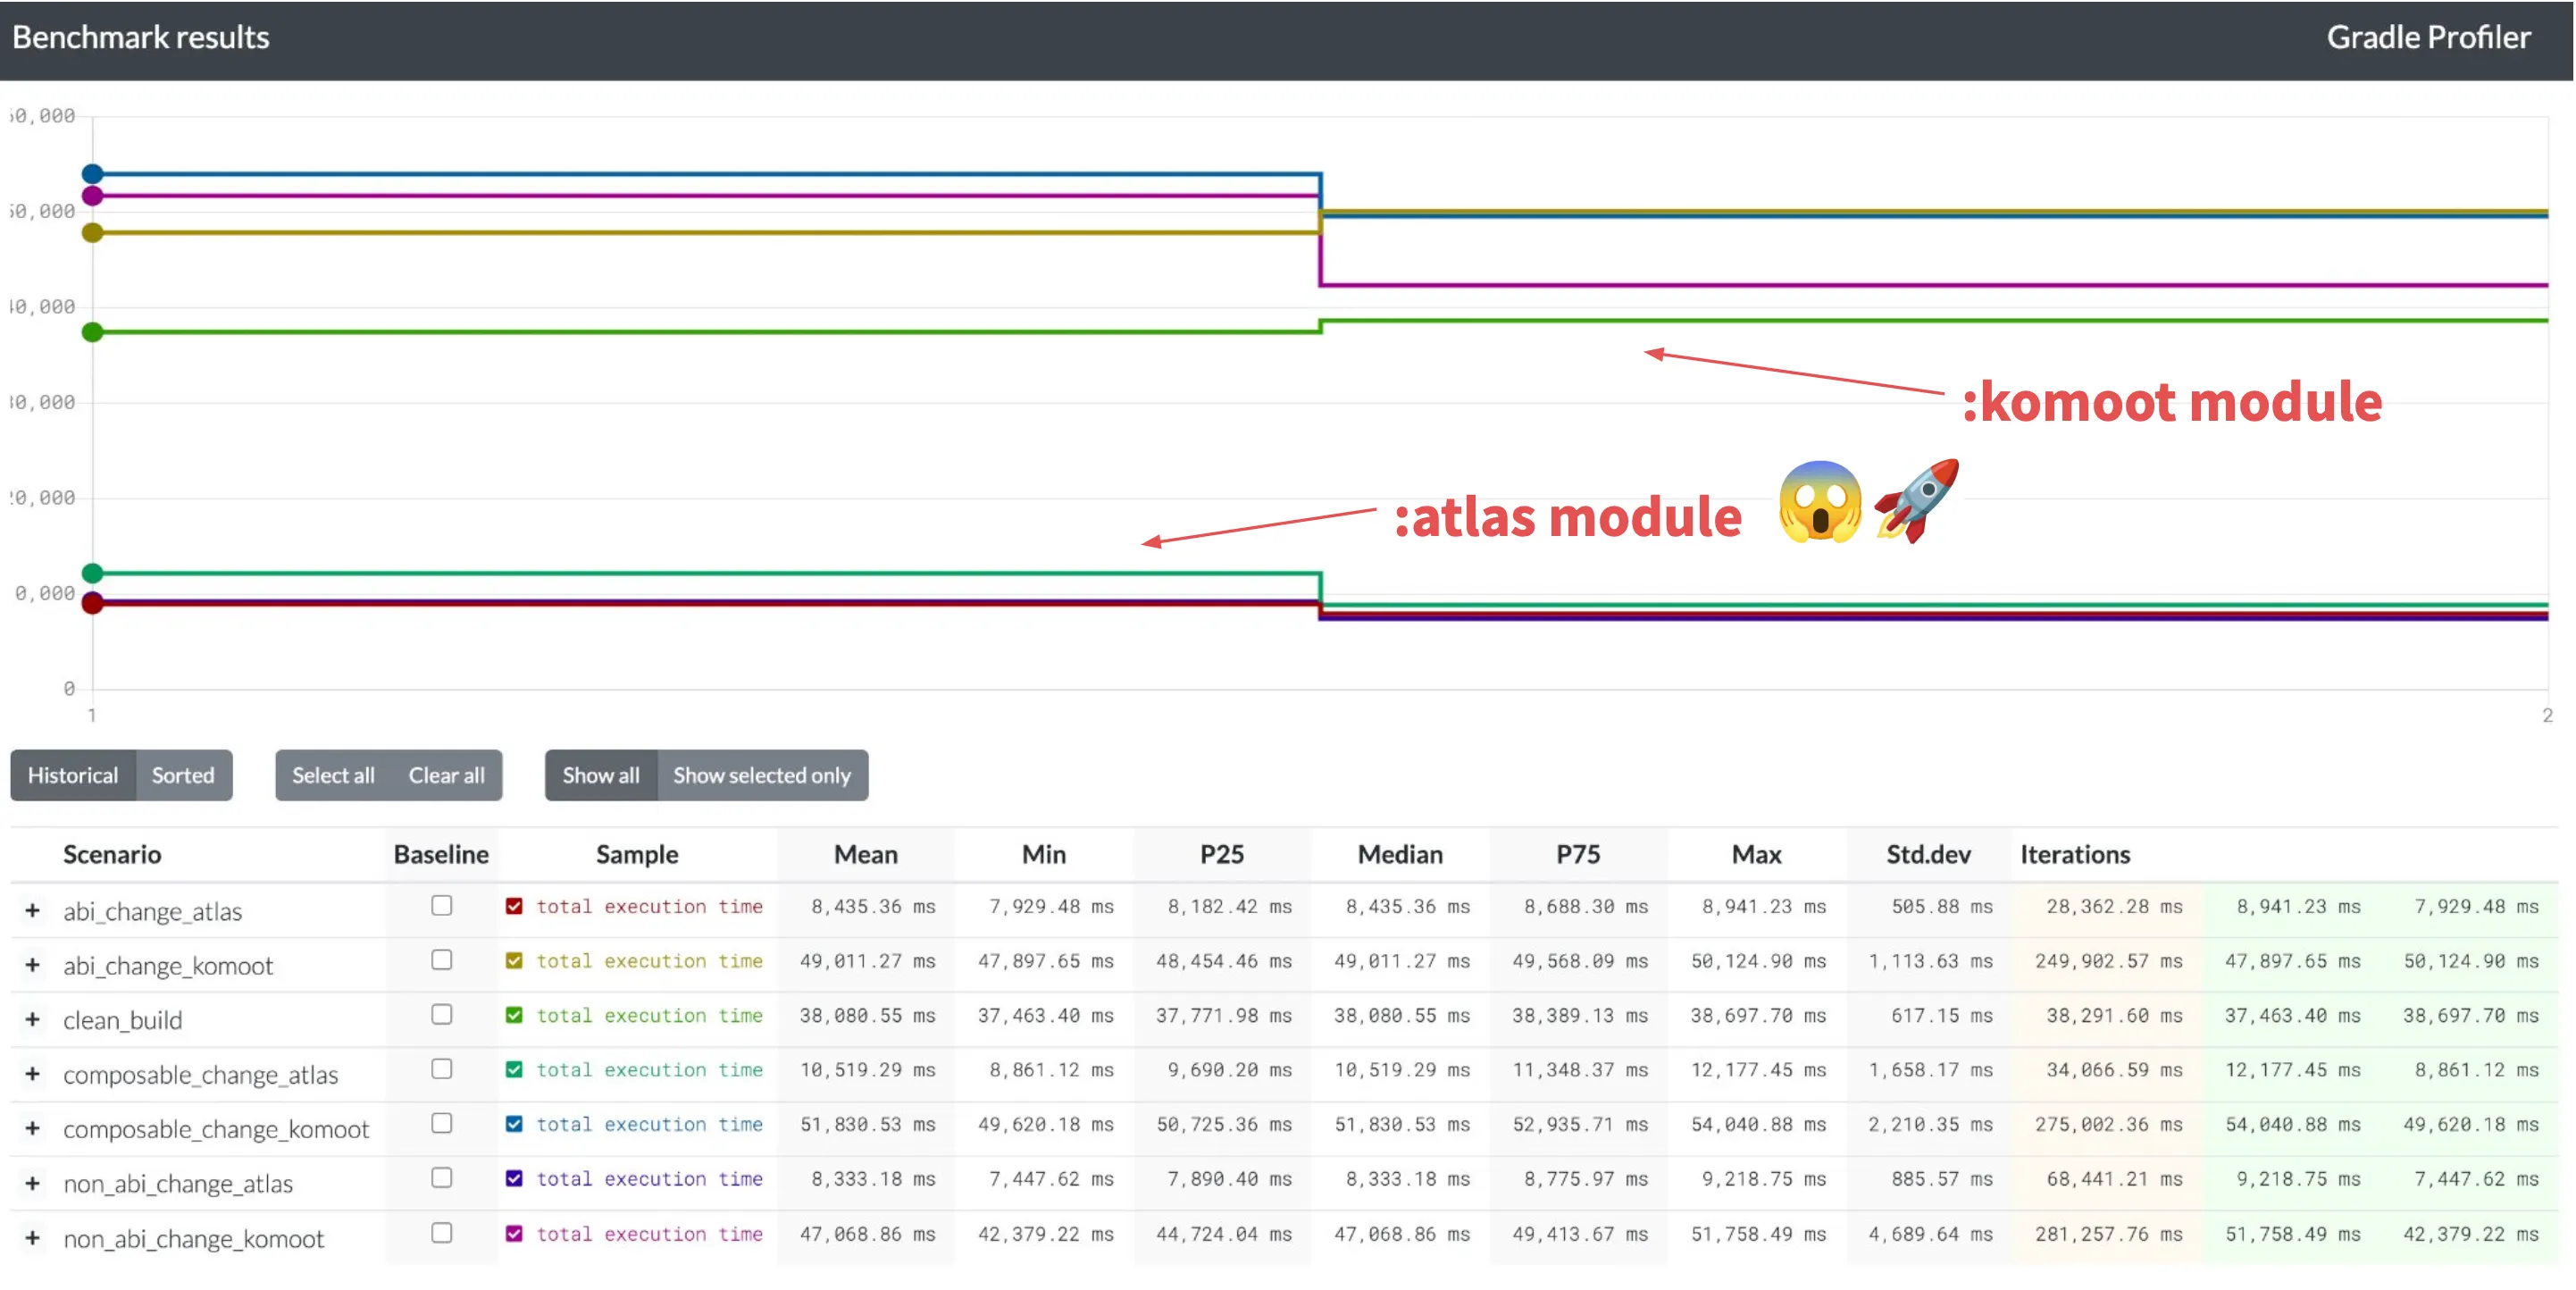 Benchmark results Gradle Profiler
0,000
0,000
0,000
0,000
:komoot module
0,000
:atlas module 😱🚀
0,000
0
1 2
Historical Sorted Select all Clear all Show all Show selected only
Scenario Baseline Sample Mean Min P25 Median P75 Max Std.dev Iterations
+ abi_change_atlas total execution time 8,435.36 ms 7,929.48 ms 8,182.42 ms 8,435.36 ms 8,688.30 ms 8,941.23 ms 505.88 ms 28,362.28 ms 8,941.23 ms 7,929.48 ms
+ abi_change_komoot total execution time 49,011.27 ms 47,897.65 ms 48,454.46 ms 49,011.27 ms 49,568.09 ms 50,124.90 ms 1,113.63 ms 249,902.57 ms 47,897.65 ms 50,124.90 ms
+ clean_build total execution time 38,080.55 ms 37,463.40 ms 37,771.98 ms 38,080.55 ms 38,389.13 ms 38,697.70 ms 617.15 ms 38,291.60 ms 37,463.40 ms 38,697.70 ms
+ composable_change_atlas total execution time 10,519.29 ms 8,861.12 ms 9,690.20 ms 10,519.29 ms 11,348.37 ms 12,177.45 ms 1,658.17 ms 34,066.59 ms 12,177.45 ms 8,861.12 ms
+ composable_change_komoot total execution time 51,830.53 ms 49,620.18 ms 50,725.36 ms 51,830.53 ms 52,935.71 ms 54,040.88 ms 2,210.35 ms 275,002.36 ms 54,040.88 ms 49,620.18 ms
+ non_abi_change_atlas total execution time 8,333.18 ms 7,447.62 ms 7,890.40 ms 8,333.18 ms 8,775.97 ms 9,218.75 ms 885.57 ms 68,441.21 ms 9,218.75 ms 7,447.62 ms
+ non_abi_change_komoot total execution time 47,068.86 ms 42,379.22 ms 44,724.04 ms 47,068.86 ms 49,413.67 ms 51,758.49 ms 4,689.64 ms 281,257.76 ms 51,758.49 ms 42,379.22 ms